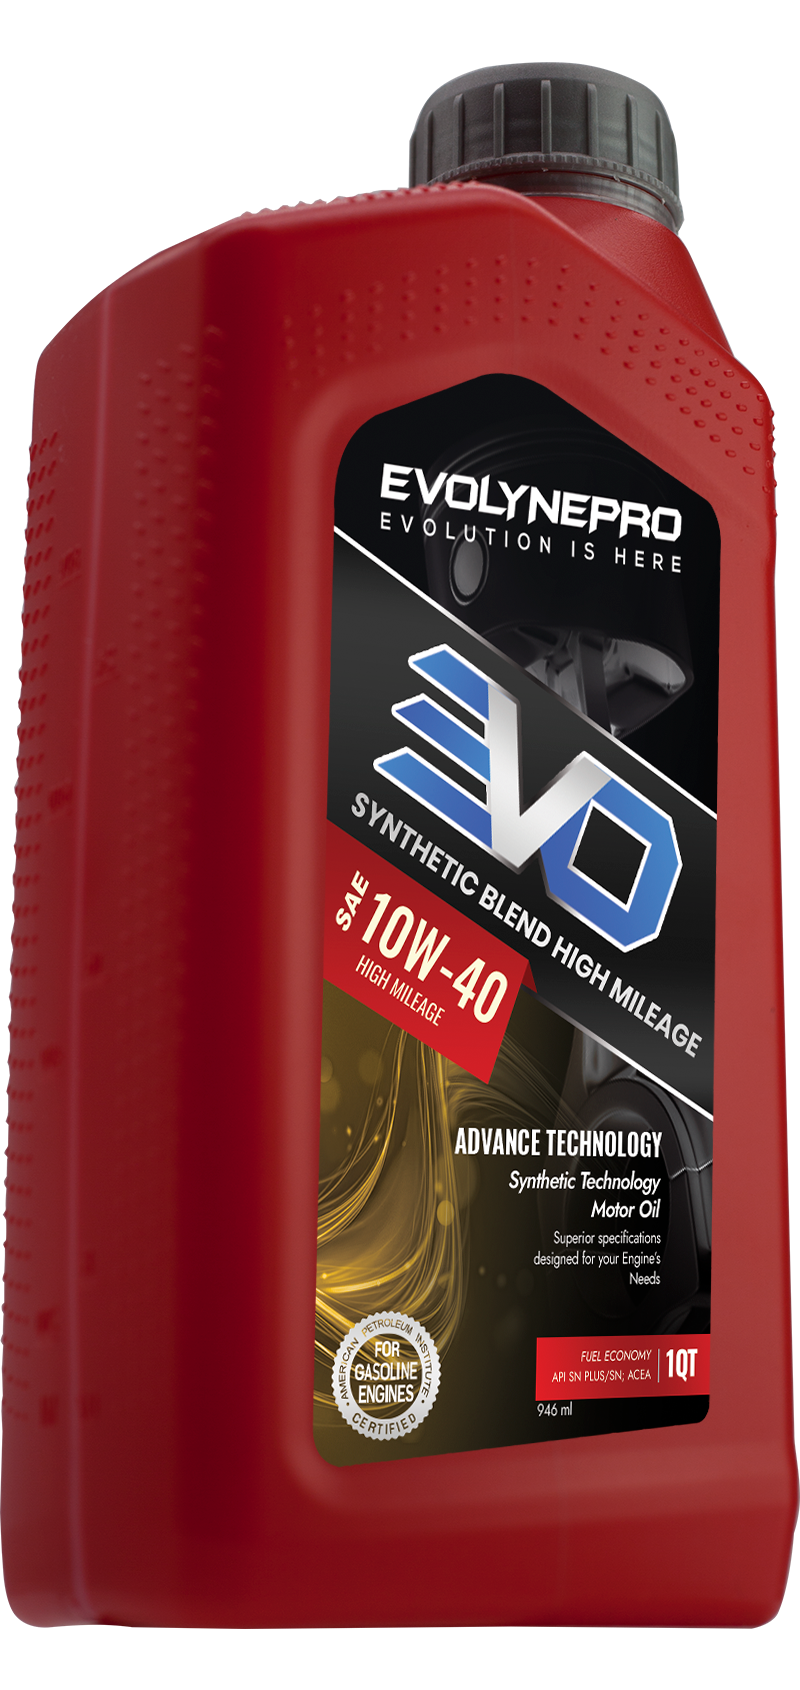 EVOLYNEPRO
EVOLUTION IS HERE
EVO
SYNTHETIC BLEND HIGH MILEAGE
SAE
10W-40
HIGH MILEAGE
ADVANCE TECHNOLOGY
Synthetic Technology
Motor Oil
Superior specifications
designed for your Engine's
Needs
AMERICAN PETROLEUM INSTITUTE
FOR
GASOLINE
ENGINES
CERTIFIED
FUEL ECONOMY
API SN PLUS/SN; ACEA
1QT
946 ml